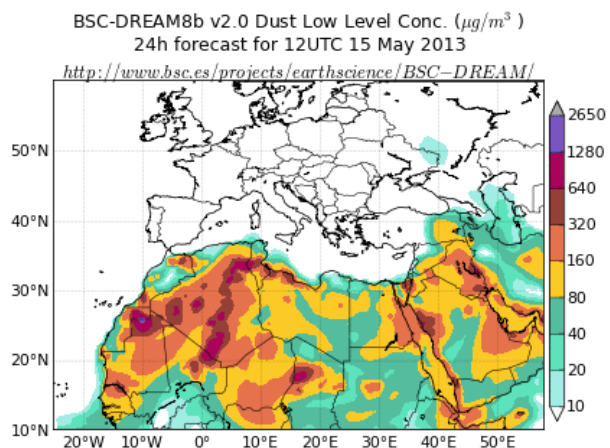 BSC-DREAM8b v2.0 Dust Low Level Conc. (μg/m³ )
24h forecast for 12UTC 15 May 2013
http://www.bsc.es/projects/earthscience/BSC−DREAM/
2650
1280
640
320
160
80
40
20
10
50°N
40°N
30°N
20°N
10°N
20°W 10°W 0° 10°E 20°E 30°E 40°E 50°E